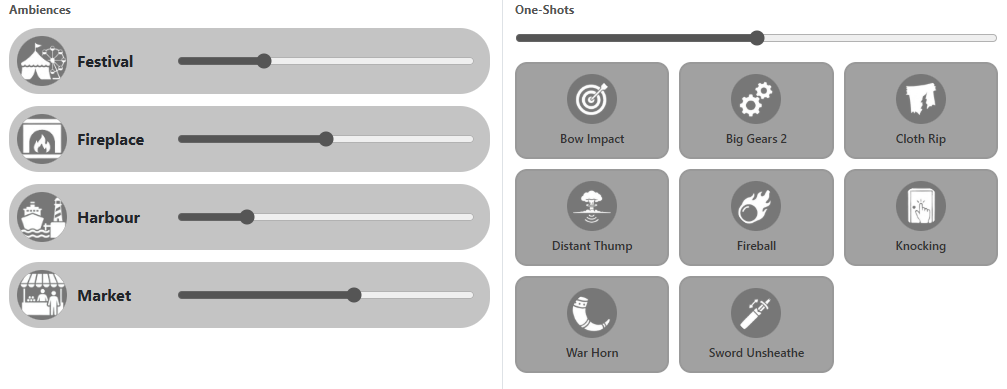 Ambiences
Festival
Fireplace
Harbour
Market
One-Shots
Bow Impact
Big Gears 2
Cloth Rip
Distant Thump
Fireball
Knocking
War Horn
Sword Unsheathe